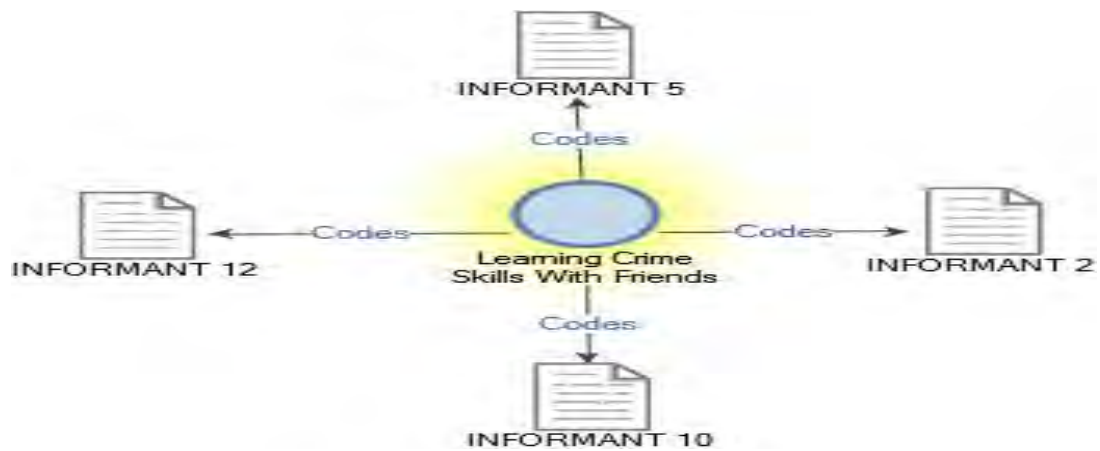 INFORMANT 5
Codes
Codes
Codes
INFORMANT 12
Learning Crime
Skills With Friends
INFORMANT 2
Codes
INFORMANT 10